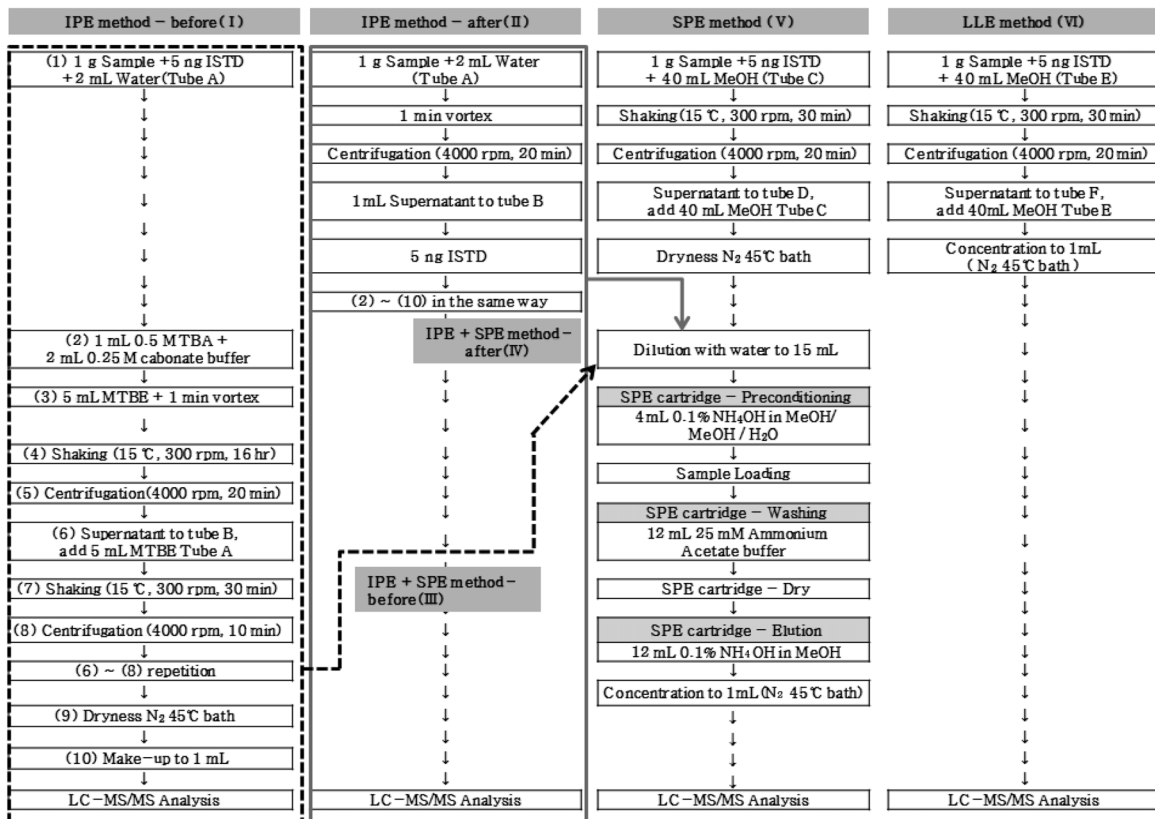 IPE method - before(I)
(1) 1 g Sample +5 ng ISTD
+2 mL Water(Tube A)
(2) 1 mL 0.5 MTBA +
2 mL 0.25 M cabonate buffer
(3) 5 mL MTBE + 1 min vortex
(4) Shaking (15 ℃, 300 rpm, 16 hr)
(5) Centrifugation(4000 rpm, 20 min)
(6) Supernatant to tube B,
add 5 mL MTBE Tube A
(7) Shaking (15 ℃, 300 rpm, 30 min)
(8) Centrifugation (4000 rpm, 10 min)
(6) ~ (8) repetition
(9) Dryness N₂ 45℃ bath
(10) Make-up to 1 mL
LC-MS/MS Analysis
IPE method - after(II)
1 g Sample +2 mL Water
(Tube A)
1 min vortex
Centrifugation (4000 rpm, 20 min)
1mL Supernatant to tube B
5 ng ISTD
(2) ~ (10) in the same way
IPE + SPE method-
after(IV)
IPE + SPE method-
before(III)
LC-MS/MS Analysis
SPE method (V)
1 g Sample +5 ng ISTD
+ 40 mL MeOH (Tube C)
Shaking(15 ℃, 300 rpm, 30 min)
Centrifugation (4000 rpm, 20 min)
Supernatant to tube D,
add 40 mL MeOH Tube C
Dryness N₂ 45℃ bath
Dilution with water to 15 mL
SPE cartridge - Preconditioning
4mL 0.1% NH₄OH in MeOH/
MeOH / H₂O
Sample Loading
SPE cartridge - Washing
12 mL 25 mM Ammonium
Acetate buffer
SPE cartridge - Dry
SPE cartridge - Elution
12 mL 0.1% NH₄OH in MeOH
Concentration to 1mL (N₂ 45℃ bath)
LC-MS/MS Analysis
LLE method (VI)
1 g Sample +5 ng ISTD
+ 40 mL MeOH (Tube E)
Shaking(15 ℃, 300 rpm, 30 min)
Centrifugation (4000 rpm, 20 min)
Supernatant to tube F,
add 40mL MeOH Tube E
Concentration to 1mL
(N₂ 45℃ bath)
LC-MS/MS Analysis